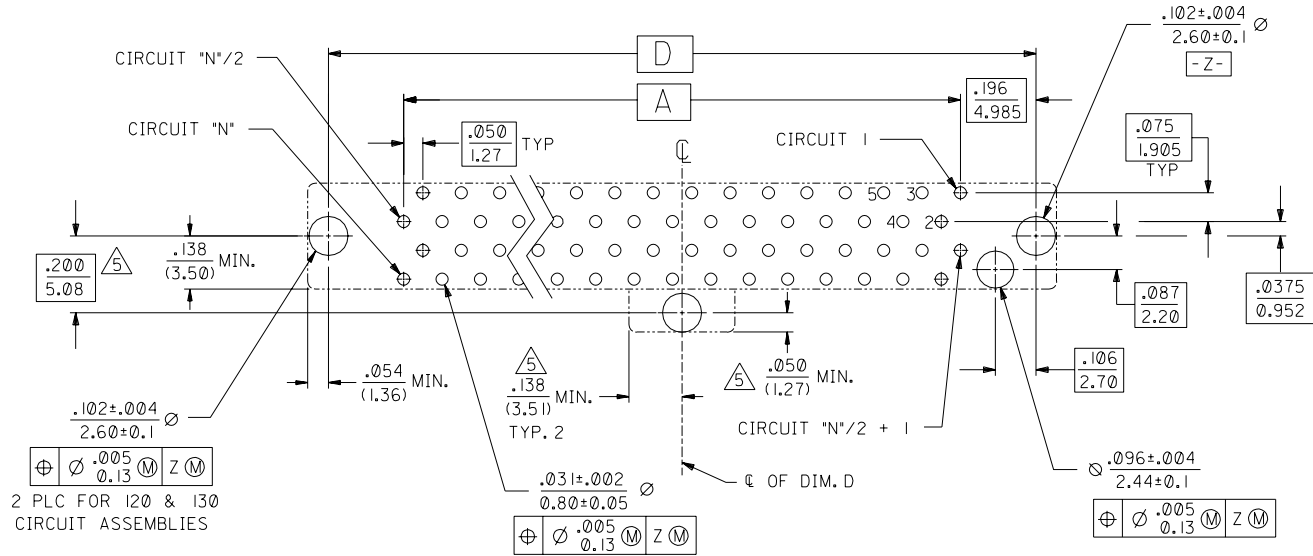 .102±.004
2.60±0.1 Ø
-Z-
CIRCUIT "N"/2
D
A
.196
4.985
CIRCUIT "N"
.050
1.27 TYP
℄
CIRCUIT 1
.075
1.905
TYP
5 3
4 2
.200
5.08
5
.138
(3.50) MIN.
.087
2.20
.0375
0.952
.054
(1.36) MIN.
5
.138
(3.51) MIN.
TYP. 2
5
.050
(1.27) MIN.
.106
2.70
CIRCUIT "N"/2 + 1
.102±.004
2.60±0.1 Ø
⌖ Ø .005
0.13 Ⓜ Z Ⓜ
2 PLC FOR 120 & 130
CIRCUIT ASSEMBLIES
.031±.002
0.80±0.05 Ø
⌖ Ø .005
0.13 Ⓜ Z Ⓜ
℄ OF DIM. D
Ø .096±.004
2.44±0.1
⌖ Ø .005
0.13 Ⓜ Z Ⓜ